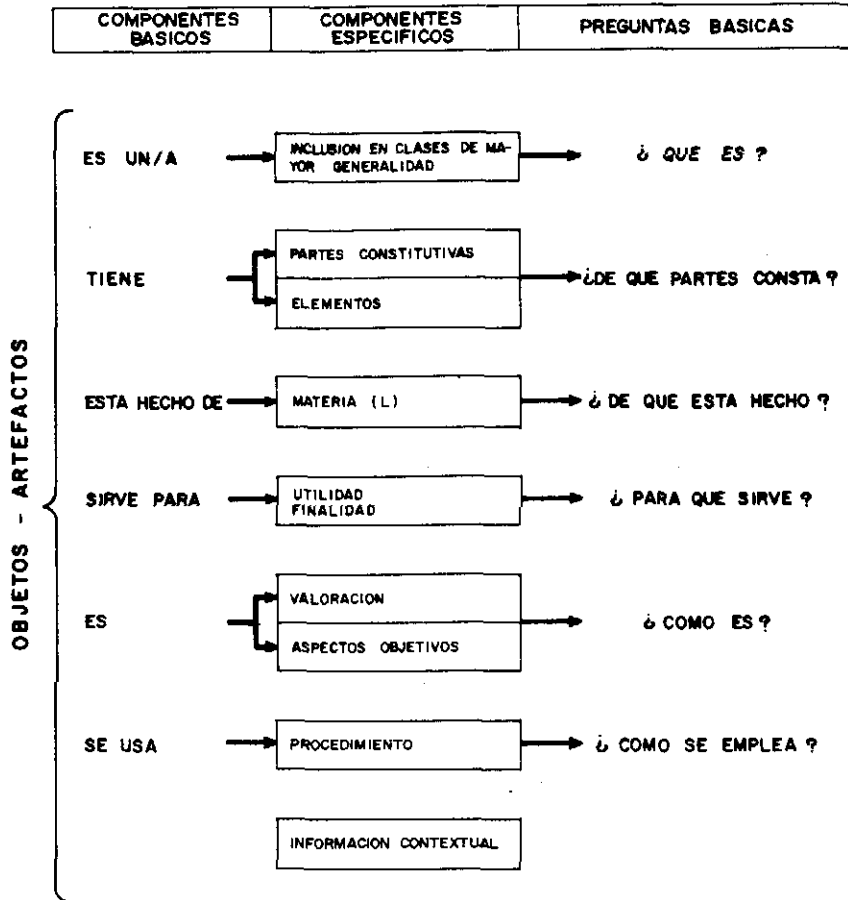 COMPONENTES BASICOS
COMPONENTES ESPECIFICOS
PREGUNTAS BASICAS
OBJETOS - ARTEFACTOS
ES UN/A
INCLUSION EN CLASES DE MA-
YOR GENERALIDAD
¿ QUE ES ?
TIENE
PARTES CONSTITUTIVAS
ELEMENTOS
¿DE QUE PARTES CONSTA ?
ESTA HECHO DE
MATERIA (L)
¿ DE QUE ESTA HECHO ?
SIRVE PARA
UTILIDAD
FINALIDAD
¿ PARA QUE SIRVE ?
ES
VALORACION
ASPECTOS OBJETIVOS
¿ COMO ES ?
SE USA
PROCEDIMIENTO
¿ COMO SE EMPLEA ?
INFORMACION CONTEXTUAL